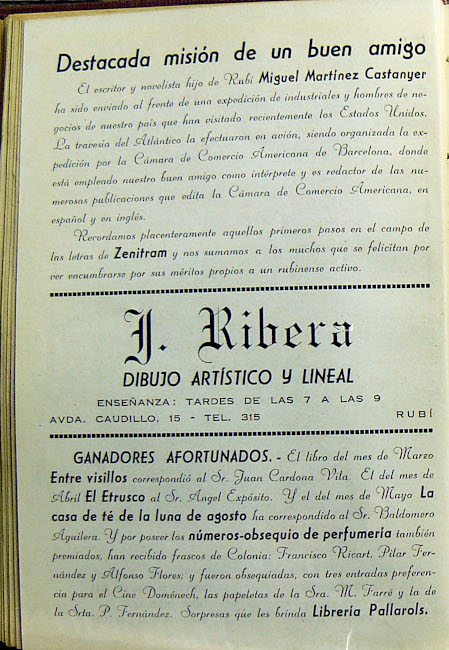 Destacada misión de un buen amigo
El escritor y novelista hijo de Rubí Miguel Martínez Castanyer
ha sido enviado al frente de una expedición de industriales y hombres de ne-
gocios de nuestro país que han visitado recientemente los Estados Unidos.
La travesía del Atlántico la efectuaron en avión, siendo organizada la ex-
pedición por la Cámara de Comercio Americana de Barcelona, donde
está empleado nuestro buen amigo como intérprete y es redactor de las nu-
merosas publicaciones que edita la Cámara de Comercio Americana, en
español y en inglés.
Recordamos placenteramente aquellos primeros pasos en el campo de
las letras de Zenitram y nos sumamos a los muchos que se felicitan por
ver encumbrarse por sus méritos propios a un rubinense activo.
J. Ribera
DIBUJO ARTÍSTICO Y LINEAL
ENSEÑANZA: TARDES DE LAS 7 A LAS 9
AVDA. CAUDILLO, 15 - TEL. 315 RUBÍ
GANADORES AFORTUNADOS. - El libro del mes de Marzo
Entre visillos correspondió al Sr. Juan Cardona Vila. El del mes de
Abril El Etrusco al Sr. Angel Expósito. Y el del mes de Mayo La
casa de té de la luna de agosto ha correspondido al Sr. Baldomero
Aguilera. Y por poseer los números-obsequio de perfumería también
premiados, han recibido frascos de Colonia: Francisco Ricart, Pilar Fer-
nández y Alfonso Flores; y fueron obsequiadas, con tres entradas preferen-
cia para el Cine Doménech, las papeletas de la Sra. M. Farré y la de
la Srta. P. Fernández. Sorpresas que les brinda Librería Pallarols.